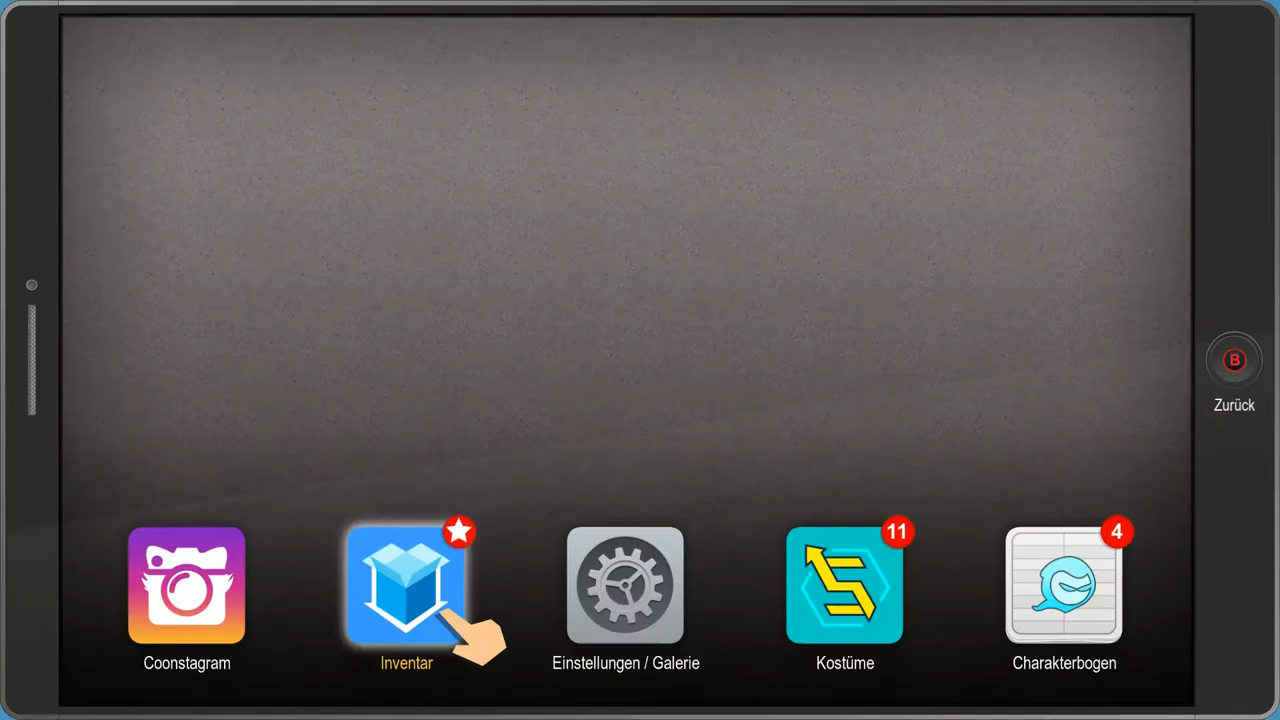 B
Zurück
11
4
Coonstagram
Inventar
Einstellungen / Galerie
Kostüme
Charakterbogen